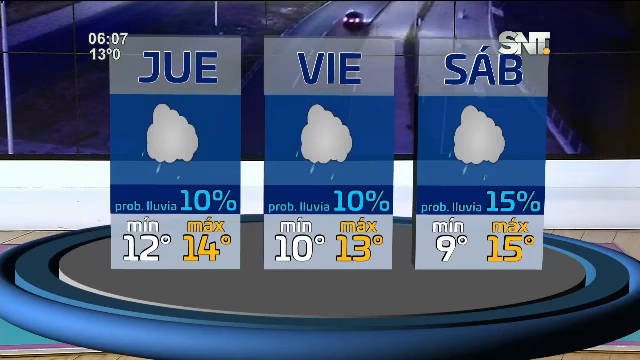 06:07
13°
SNT
JUE
prob. lluvia 10%
mín máx
12° 14°
VIE
prob. lluvia 10%
mín máx
10° 13°
SÁB
prob. lluvia 15%
mín máx
9° 15°